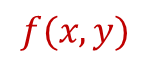 f(x, y)